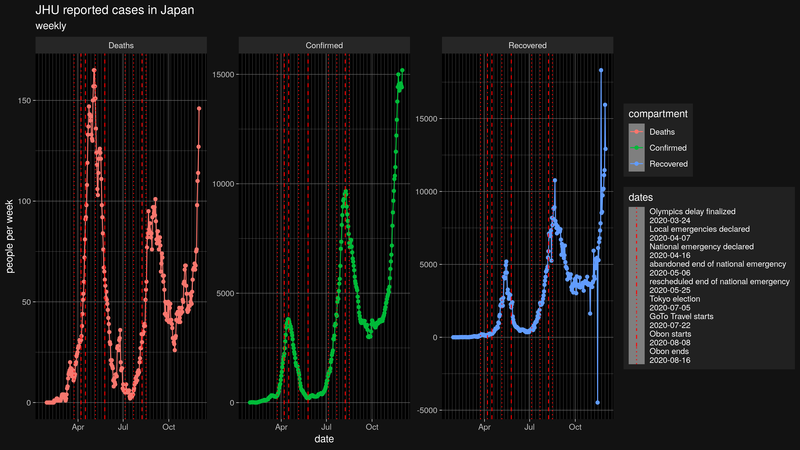 JHU reported cases in Japan
weekly
Deaths
Confirmed
Recovered
people per week
150
100
50
0
15000
10000
5000
0
15000
10000
5000
0
-5000
Apr
Jul
Oct
Apr
Jul
Oct
Apr
Jul
Oct
date
compartment
Deaths
Confirmed
Recovered
dates
Olympics delay finalized
2020-03-24
Local emergencies declared
2020-04-07
National emergency declared
2020-04-16
abandoned end of national emergency
2020-05-06
rescheduled end of national emergency
2020-05-25
Tokyo election
2020-07-05
GoTo Travel starts
2020-07-22
Obon starts
2020-08-08
Obon ends
2020-08-16